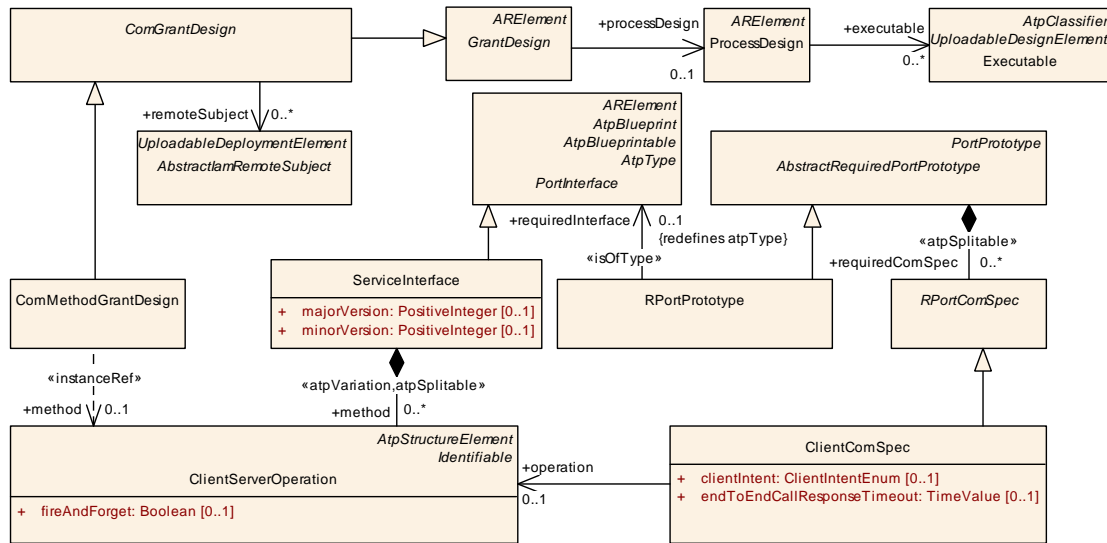 ComGrantDesign
ARElement
GrantDesign
+processDesign
0..1
ARElement
ProcessDesign
+executable
0..*
AtpClassifier
UploadableDesignElement
Executable
+remoteSubject
0..*
UploadableDeploymentElement
AbstractIamRemoteSubject
ARElement
AtpBlueprint
AtpBlueprintable
AtpType
PortInterface
PortPrototype
AbstractRequiredPortPrototype
+requiredInterface
0..1
{redefines atpType}
«isOfType»
«atpSplitable»
+requiredComSpec
0..*
ComMethodGrantDesign
ServiceInterface
+ majorVersion: PositiveInteger [0..1]
+ minorVersion: PositiveInteger [0..1]
RPortPrototype
RPortComSpec
«instanceRef»
+method
0..1
«atpVariation,atpSplitable»
+method
0..*
AtpStructureElement
Identifiable
ClientServerOperation
+ fireAndForget: Boolean [0..1]
+operation
0..1
ClientComSpec
+ clientIntent: ClientIntentEnum [0..1]
+ endToEndCallResponseTimeout: TimeValue [0..1]